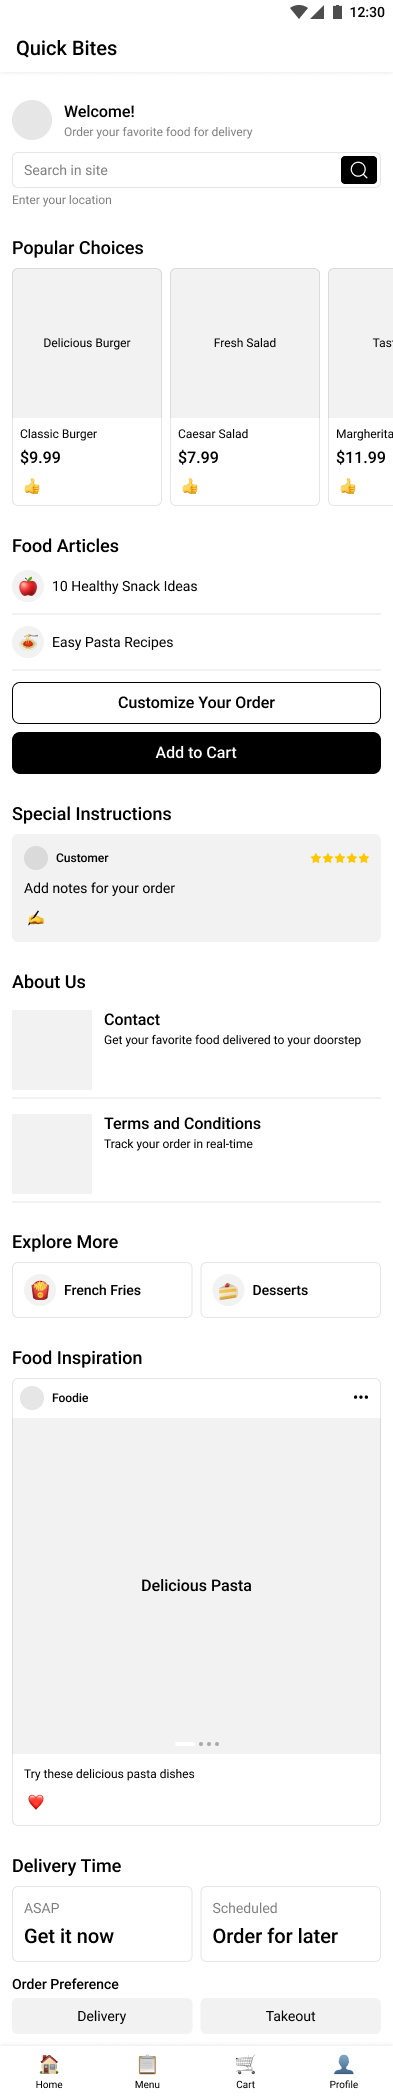 12:30
Quick Bites
Welcome!
Order your favorite food for delivery
Search in site
Enter your location
Popular Choices
Delicious Burger
Fresh Salad
Tas
Classic Burger
Caesar Salad
Margherita
$9.99
$7.99
$11.99
Food Articles
10 Healthy Snack Ideas
Easy Pasta Recipes
Customize Your Order
Add to Cart
Special Instructions
Customer
Add notes for your order
About Us
Contact
Get your favorite food delivered to your doorstep
Terms and Conditions
Track your order in real-time
Explore More
French Fries
Desserts
Food Inspiration
Foodie
Delicious Pasta
Try these delicious pasta dishes
Delivery Time
ASAP
Scheduled
Get it now
Order for later
Order Preference
Delivery
Takeout
Home
Menu
Cart
Profile